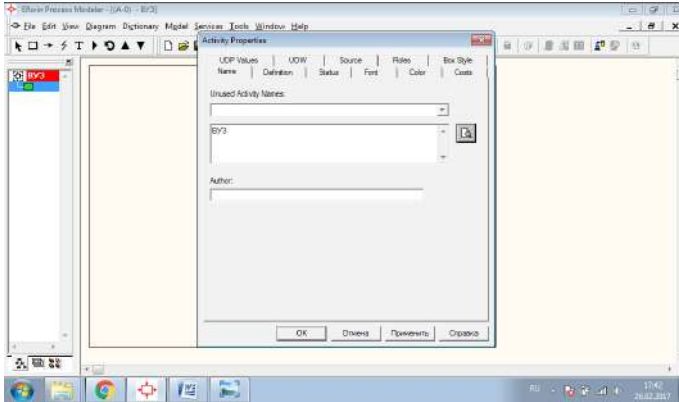 ERwin Process Modeler - [(A-0) - ВУЗ]
File Edit View Diagram Dictionary Model Services Tools Window Help
Activity Properties
UDP Values UOW Source Roles Box Style
Name Definition Status Font Color Costs
ВУЗ
Unused Activity Names:
ВУЗ
Author:
OK Отмена Применить Справка
RU
17:42
26.02.2017